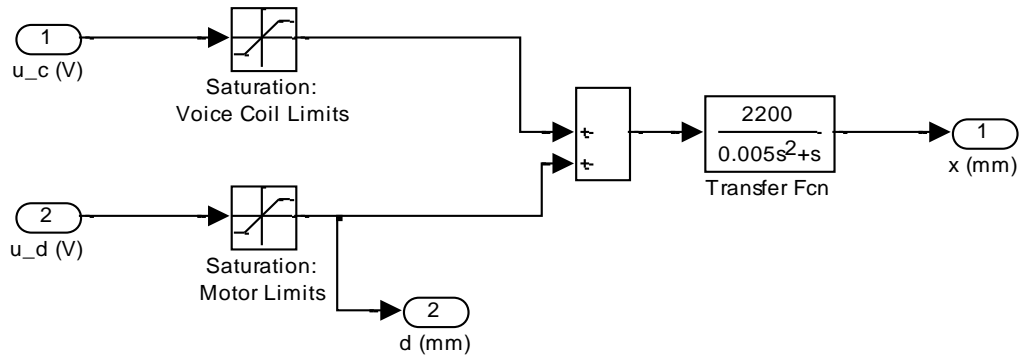 1
u_c (V)
Saturation:
Voice Coil Limits
+
+
2200
0.005s²+s
Transfer Fcn
1
x (mm)
2
u_d (V)
Saturation:
Motor Limits
2
d (mm)